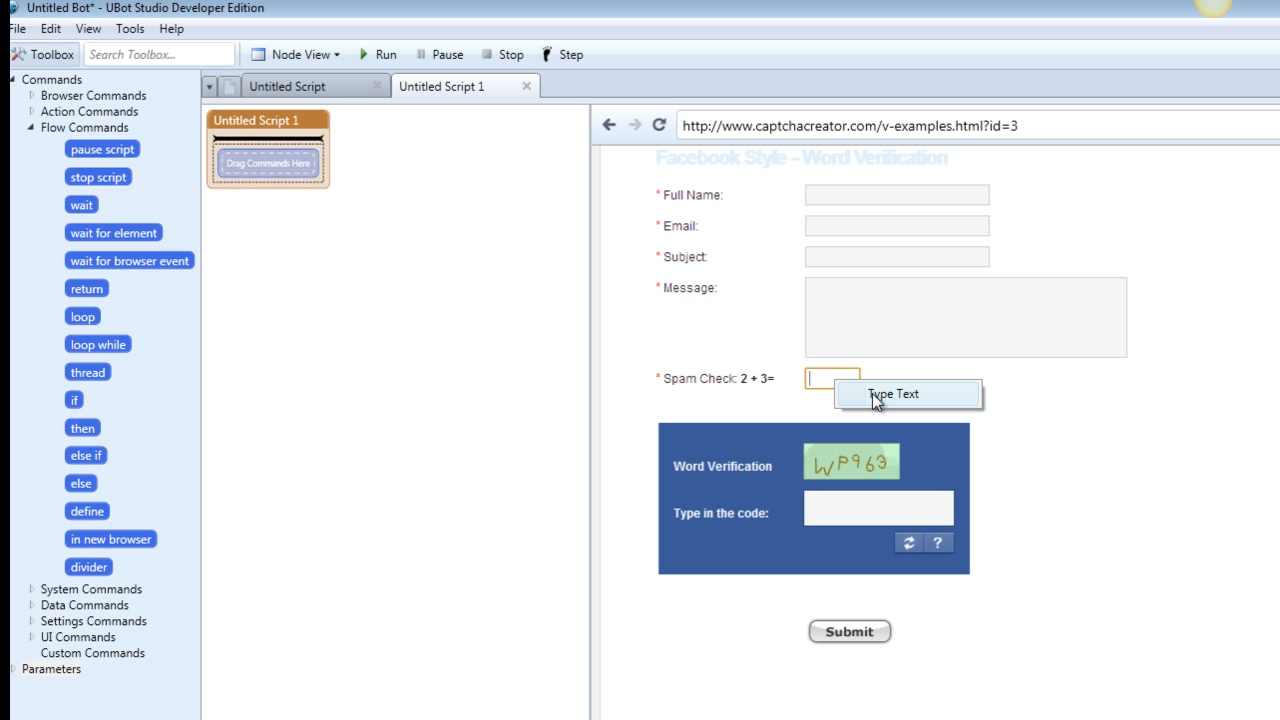 Untitled Bot* - UBot Studio Developer Edition
File Edit View Tools Help
Toolbox Search Toolbox... Node View Run Pause Stop Step
Commands
Browser Commands
Action Commands
Flow Commands
pause script
stop script
wait
wait for element
wait for browser event
return
loop
loop while
thread
if
then
else if
else
define
in new browser
divider
System Commands
Data Commands
Settings Commands
UI Commands
Custom Commands
Parameters
Untitled Script
Untitled Script 1
Untitled Script 1
Drag Commands Here
http://www.captchacreator.com/v-examples.html?id=3
Facebook Style - Word Verification
* Full Name:
* Email:
* Subject:
* Message:
* Spam Check: 2 + 3=
Type Text
Word Verification
WP963
Type in the code:
?
Submit